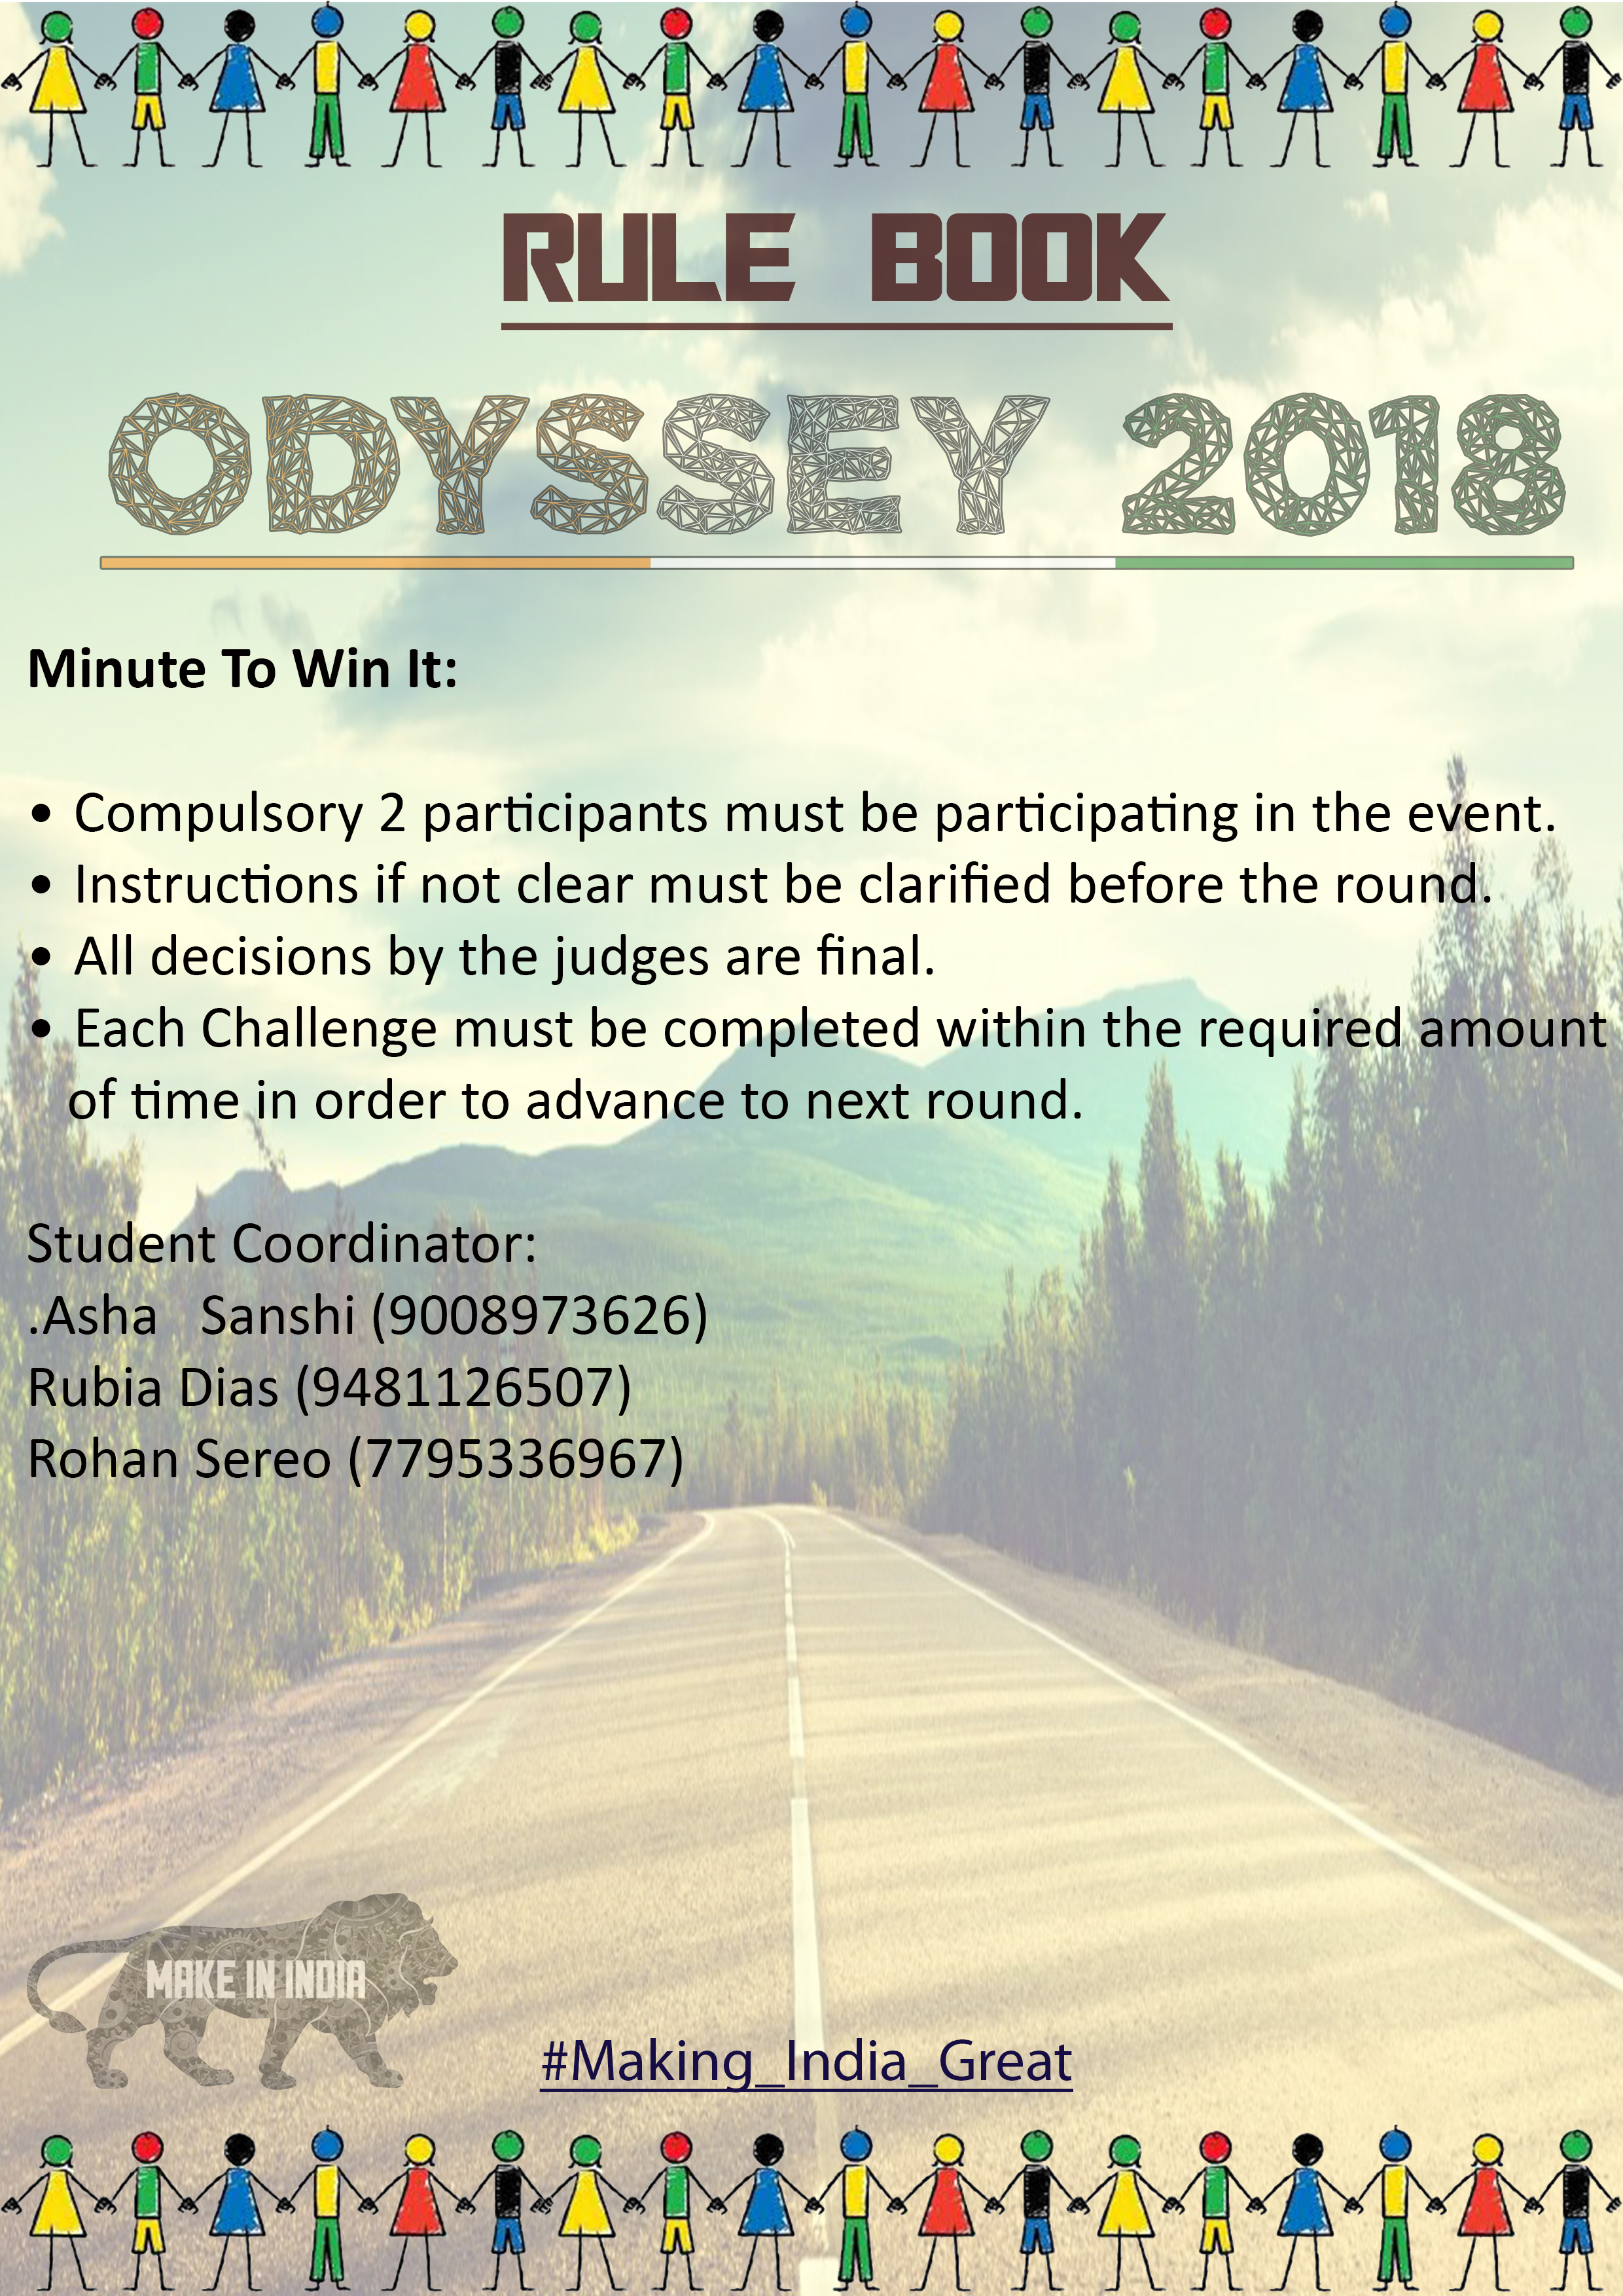 RULE BOOK
ODYSSEY 2018
Minute To Win It:
• Compulsory 2 participants must be participating in the event.
• Instructions if not clear must be clarified before the round.
• All decisions by the judges are final.
• Each Challenge must be completed within the required amount
of time in order to advance to next round.
Student Coordinator:
.Asha   Sanshi (9008973626)
Rubia Dias (9481126507)
Rohan Sereo (7795336967)
MAKE IN INDIA
#Making_India_Great